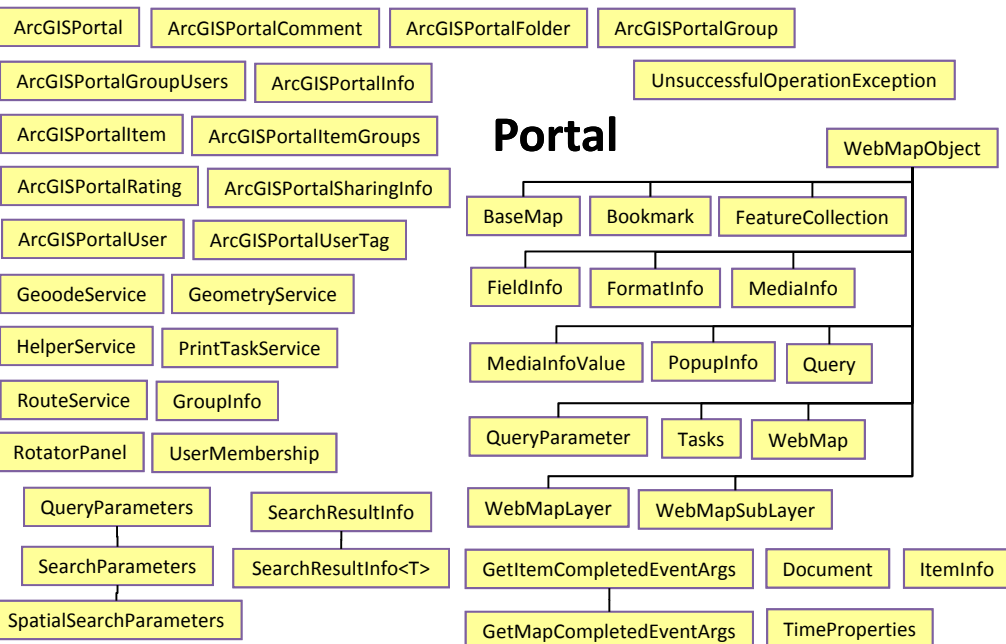 ArcGISPortal
ArcGISPortalComment
ArcGISPortalFolder
ArcGISPortalGroup
ArcGISPortalGroupUsers
ArcGISPortalInfo
UnsuccessfulOperationException
ArcGISPortalItem
ArcGISPortalItemGroups
Portal
WebMapObject
ArcGISPortalRating
ArcGISPortalSharingInfo
BaseMap
Bookmark
FeatureCollection
ArcGISPortalUser
ArcGISPortalUserTag
GeoodeService
GeometryService
FieldInfo
FormatInfo
MediaInfo
HelperService
PrintTaskService
MediaInfoValue
PopupInfo
Query
RouteService
GroupInfo
QueryParameter
Tasks
WebMap
RotatorPanel
UserMembership
QueryParameters
SearchResultInfo
WebMapLayer
WebMapSubLayer
SearchParameters
SearchResultInfo<T>
GetItemCompletedEventArgs
Document
ItemInfo
SpatialSearchParameters
GetMapCompletedEventArgs
TimeProperties